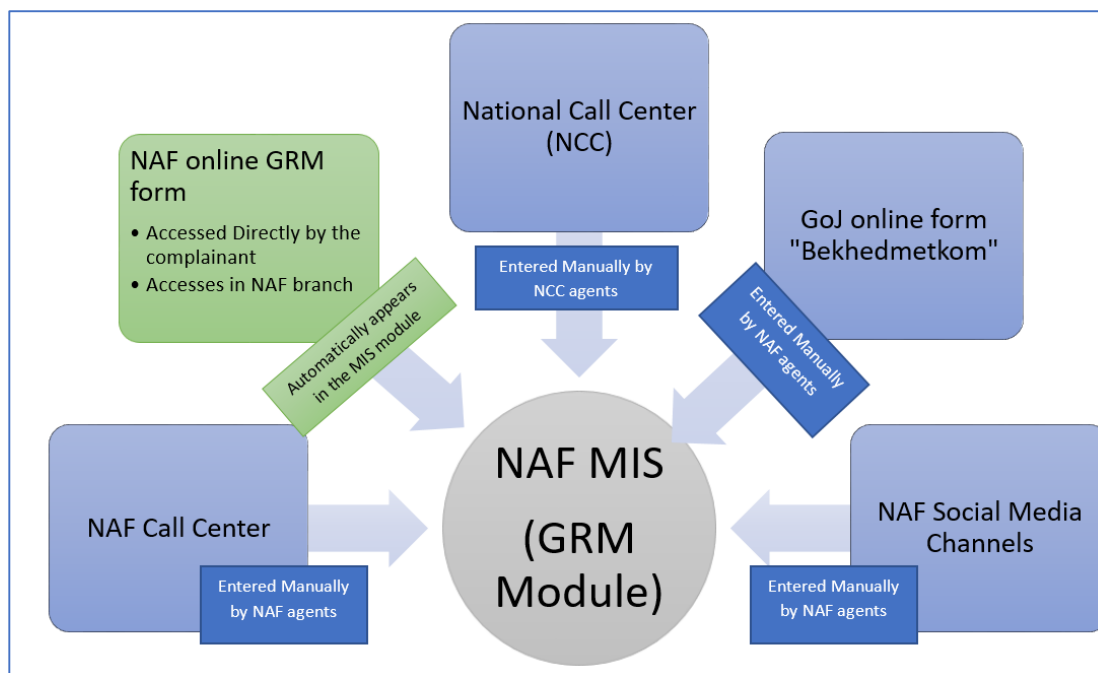 National Call Center
(NCC)
Entered Manually by
NCC agents
NAF online GRM
form
• Accessed Directly by the
complainant
• Accesses in NAF branch
Automatically appears
in the MIS module
GoJ online form
"Bekhedmetkom"
Entered Manually
by NAF agents
NAF Call Center
Entered Manually
by NAF agents
NAF MIS
(GRM
Module)
NAF Social Media
Channels
Entered Manually
by NAF agents